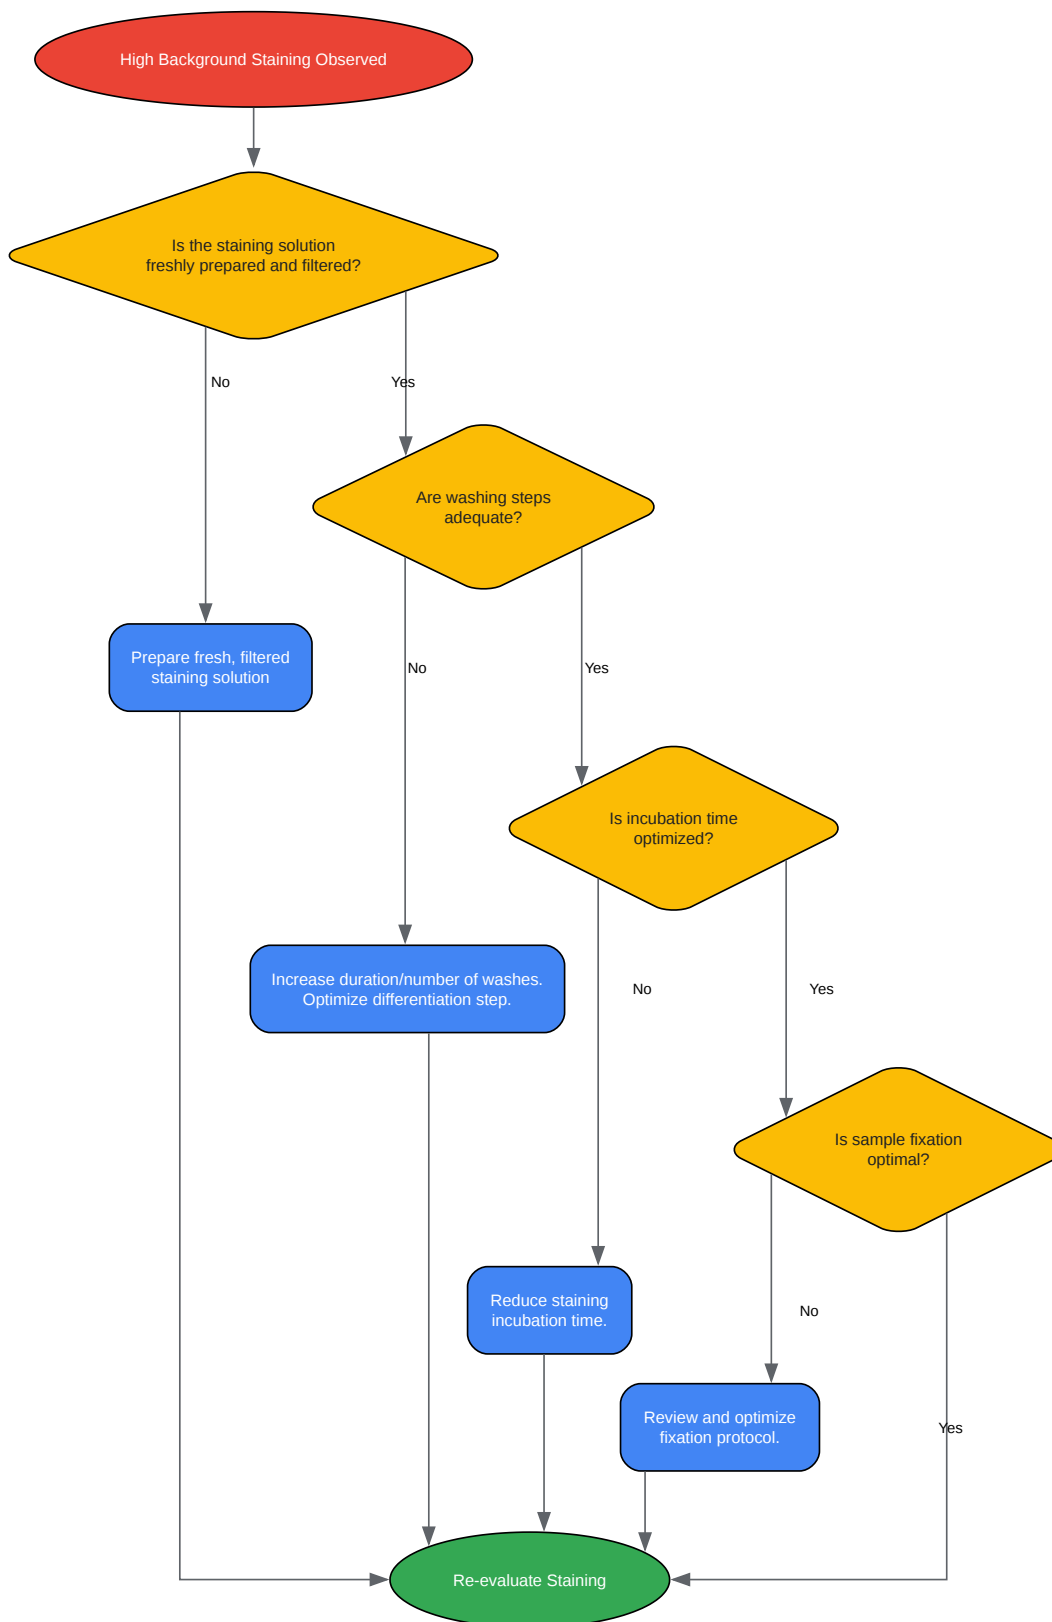 High Background Staining Observed
Is the staining solution
freshly prepared and filtered?
No
Yes
Are washing steps
adequate?
Prepare fresh, filtered
staining solution
No
Yes
Is incubation time
optimized?
Increase duration/number of washes.
Optimize differentiation step.
No
Yes
Is sample fixation
optimal?
Reduce staining
incubation time.
No
Review and optimize
fixation protocol.
Yes
Re-evaluate Staining